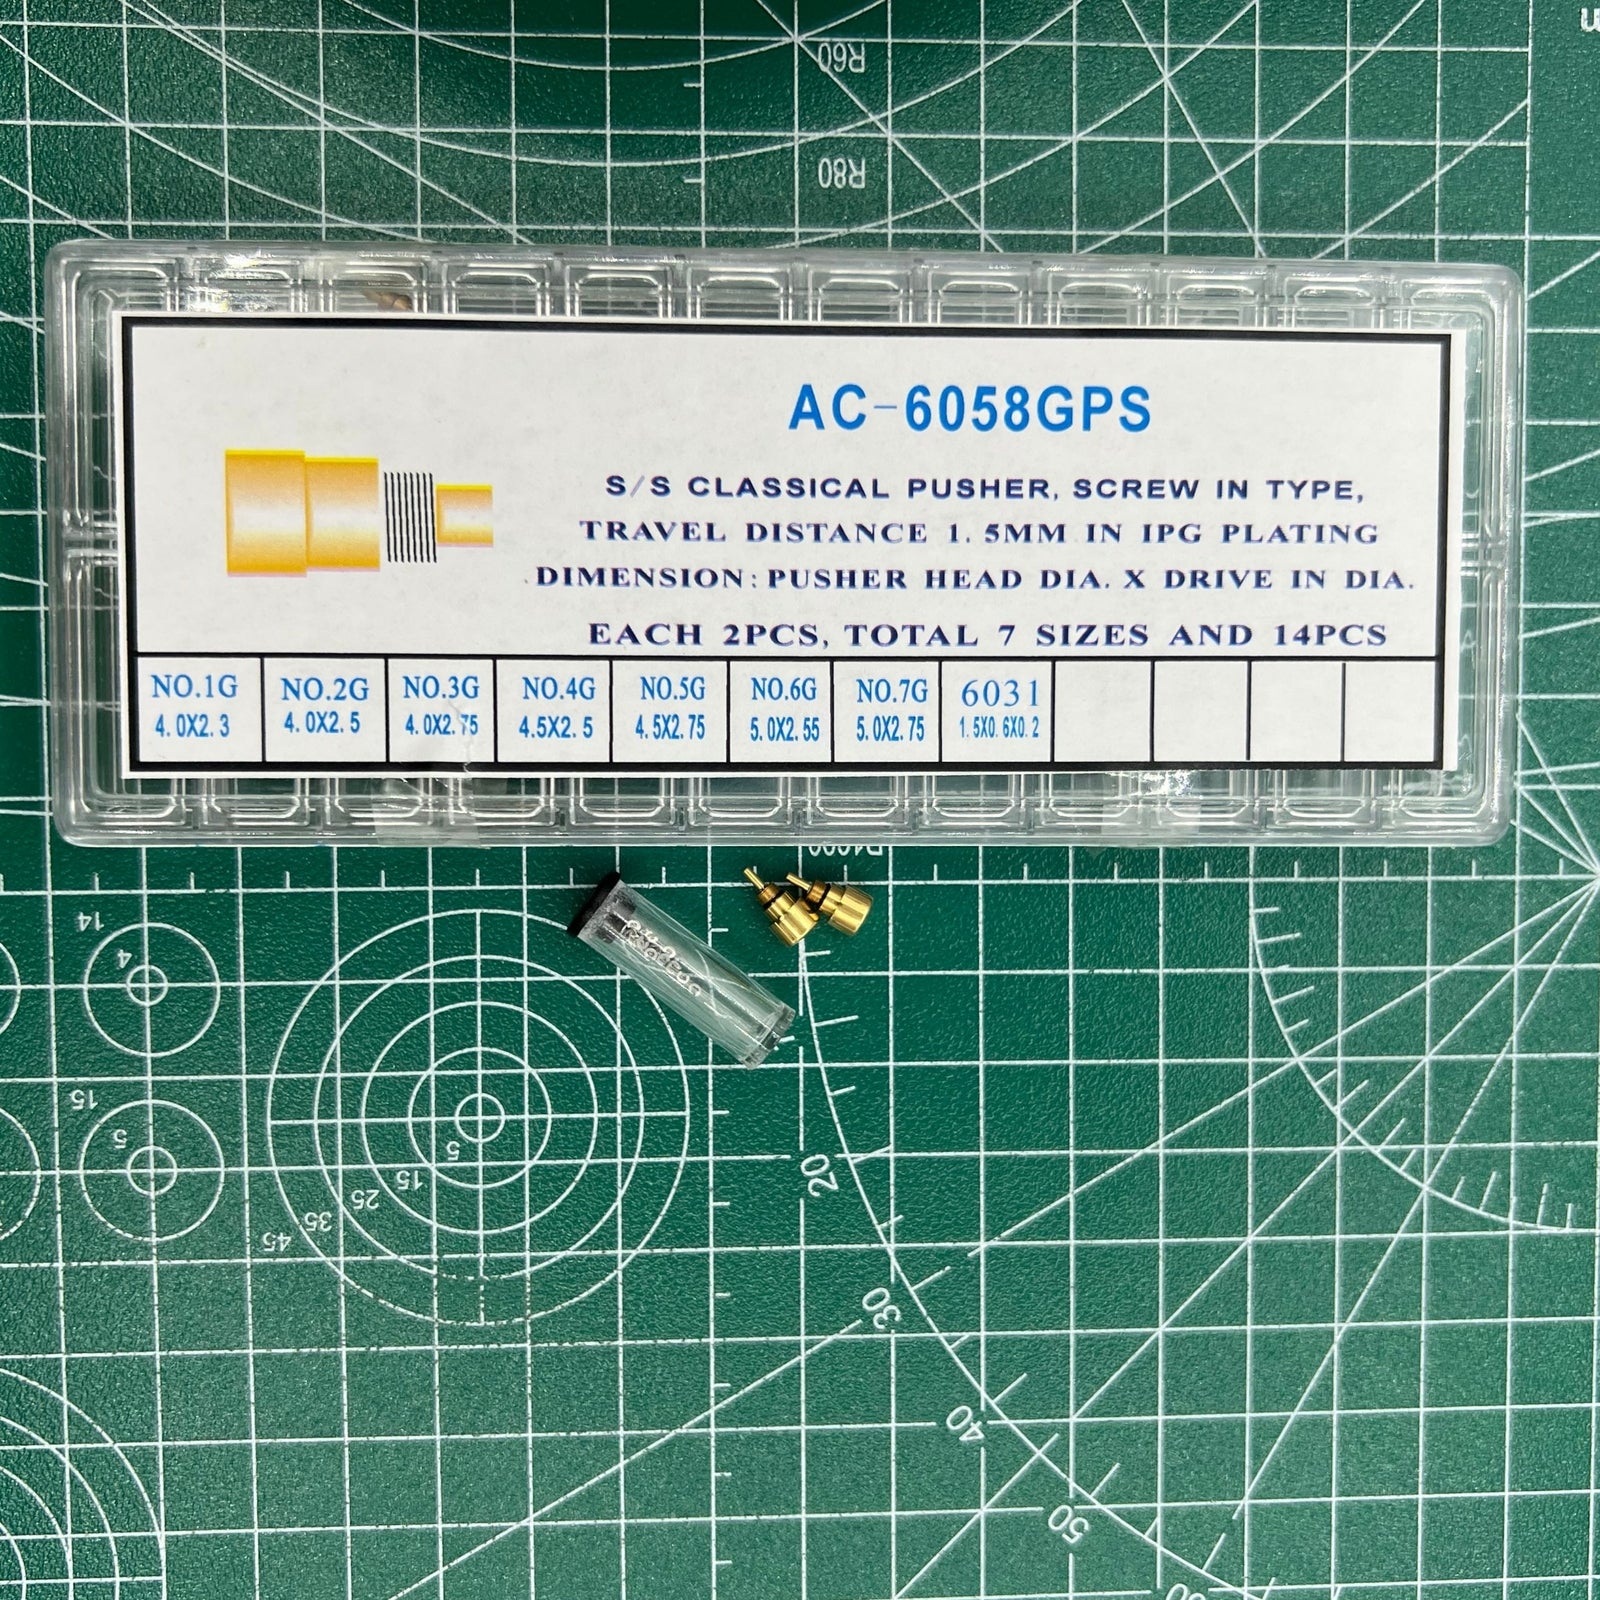 R60
R80
AC-6058GPS
S/S CLASSICAL PUSHER, SCREW IN TYPE,
TRAVEL DISTANCE 1.5MM IN IPG PLATING
DIMENSION: PUSHER HEAD DIA. X DRIVE IN DIA.
EACH 2PCS, TOTAL 7 SIZES AND 14PCS
NO.1G NO.2G NO.3G NO.4G NO.5G NO.6G NO.7G 6031
4.0X2.3 4.0X2.5 4.0X2.75 4.5X2.5 4.5X2.75 5.0X2.55 5.0X2.75 1.5X0.6X0.2
14
4
15
5
5
15
25
35
45
20
30
40
50